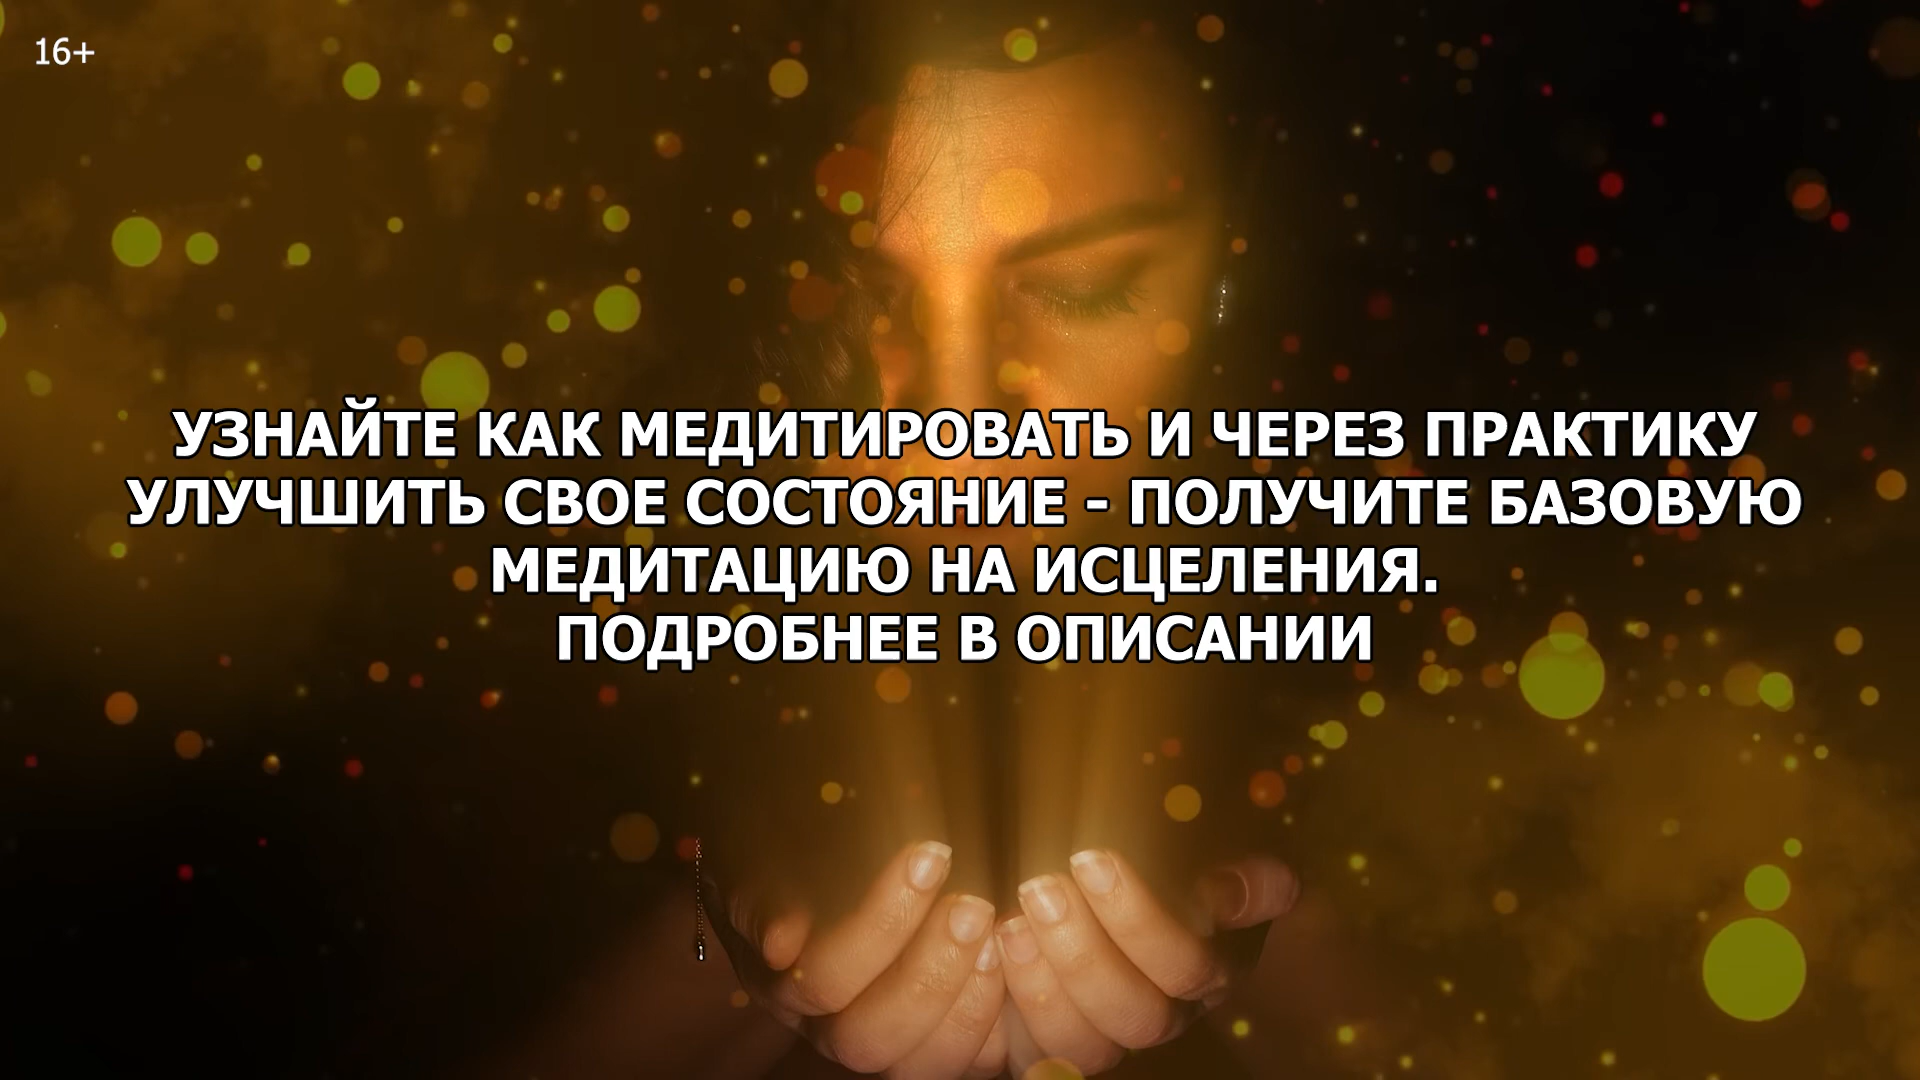 16+
УЗНАЙТЕ КАК МЕДИТИРОВАТЬ И ЧЕРЕЗ ПРАКТИКУ
УЛУЧШИТЬ СВОЕ СОСТОЯНИЕ - ПОЛУЧИТЕ БАЗОВУЮ
МЕДИТАЦИЮ НА ИСЦЕЛЕНИЯ.
ПОДРОБНЕЕ В ОПИСАНИИ